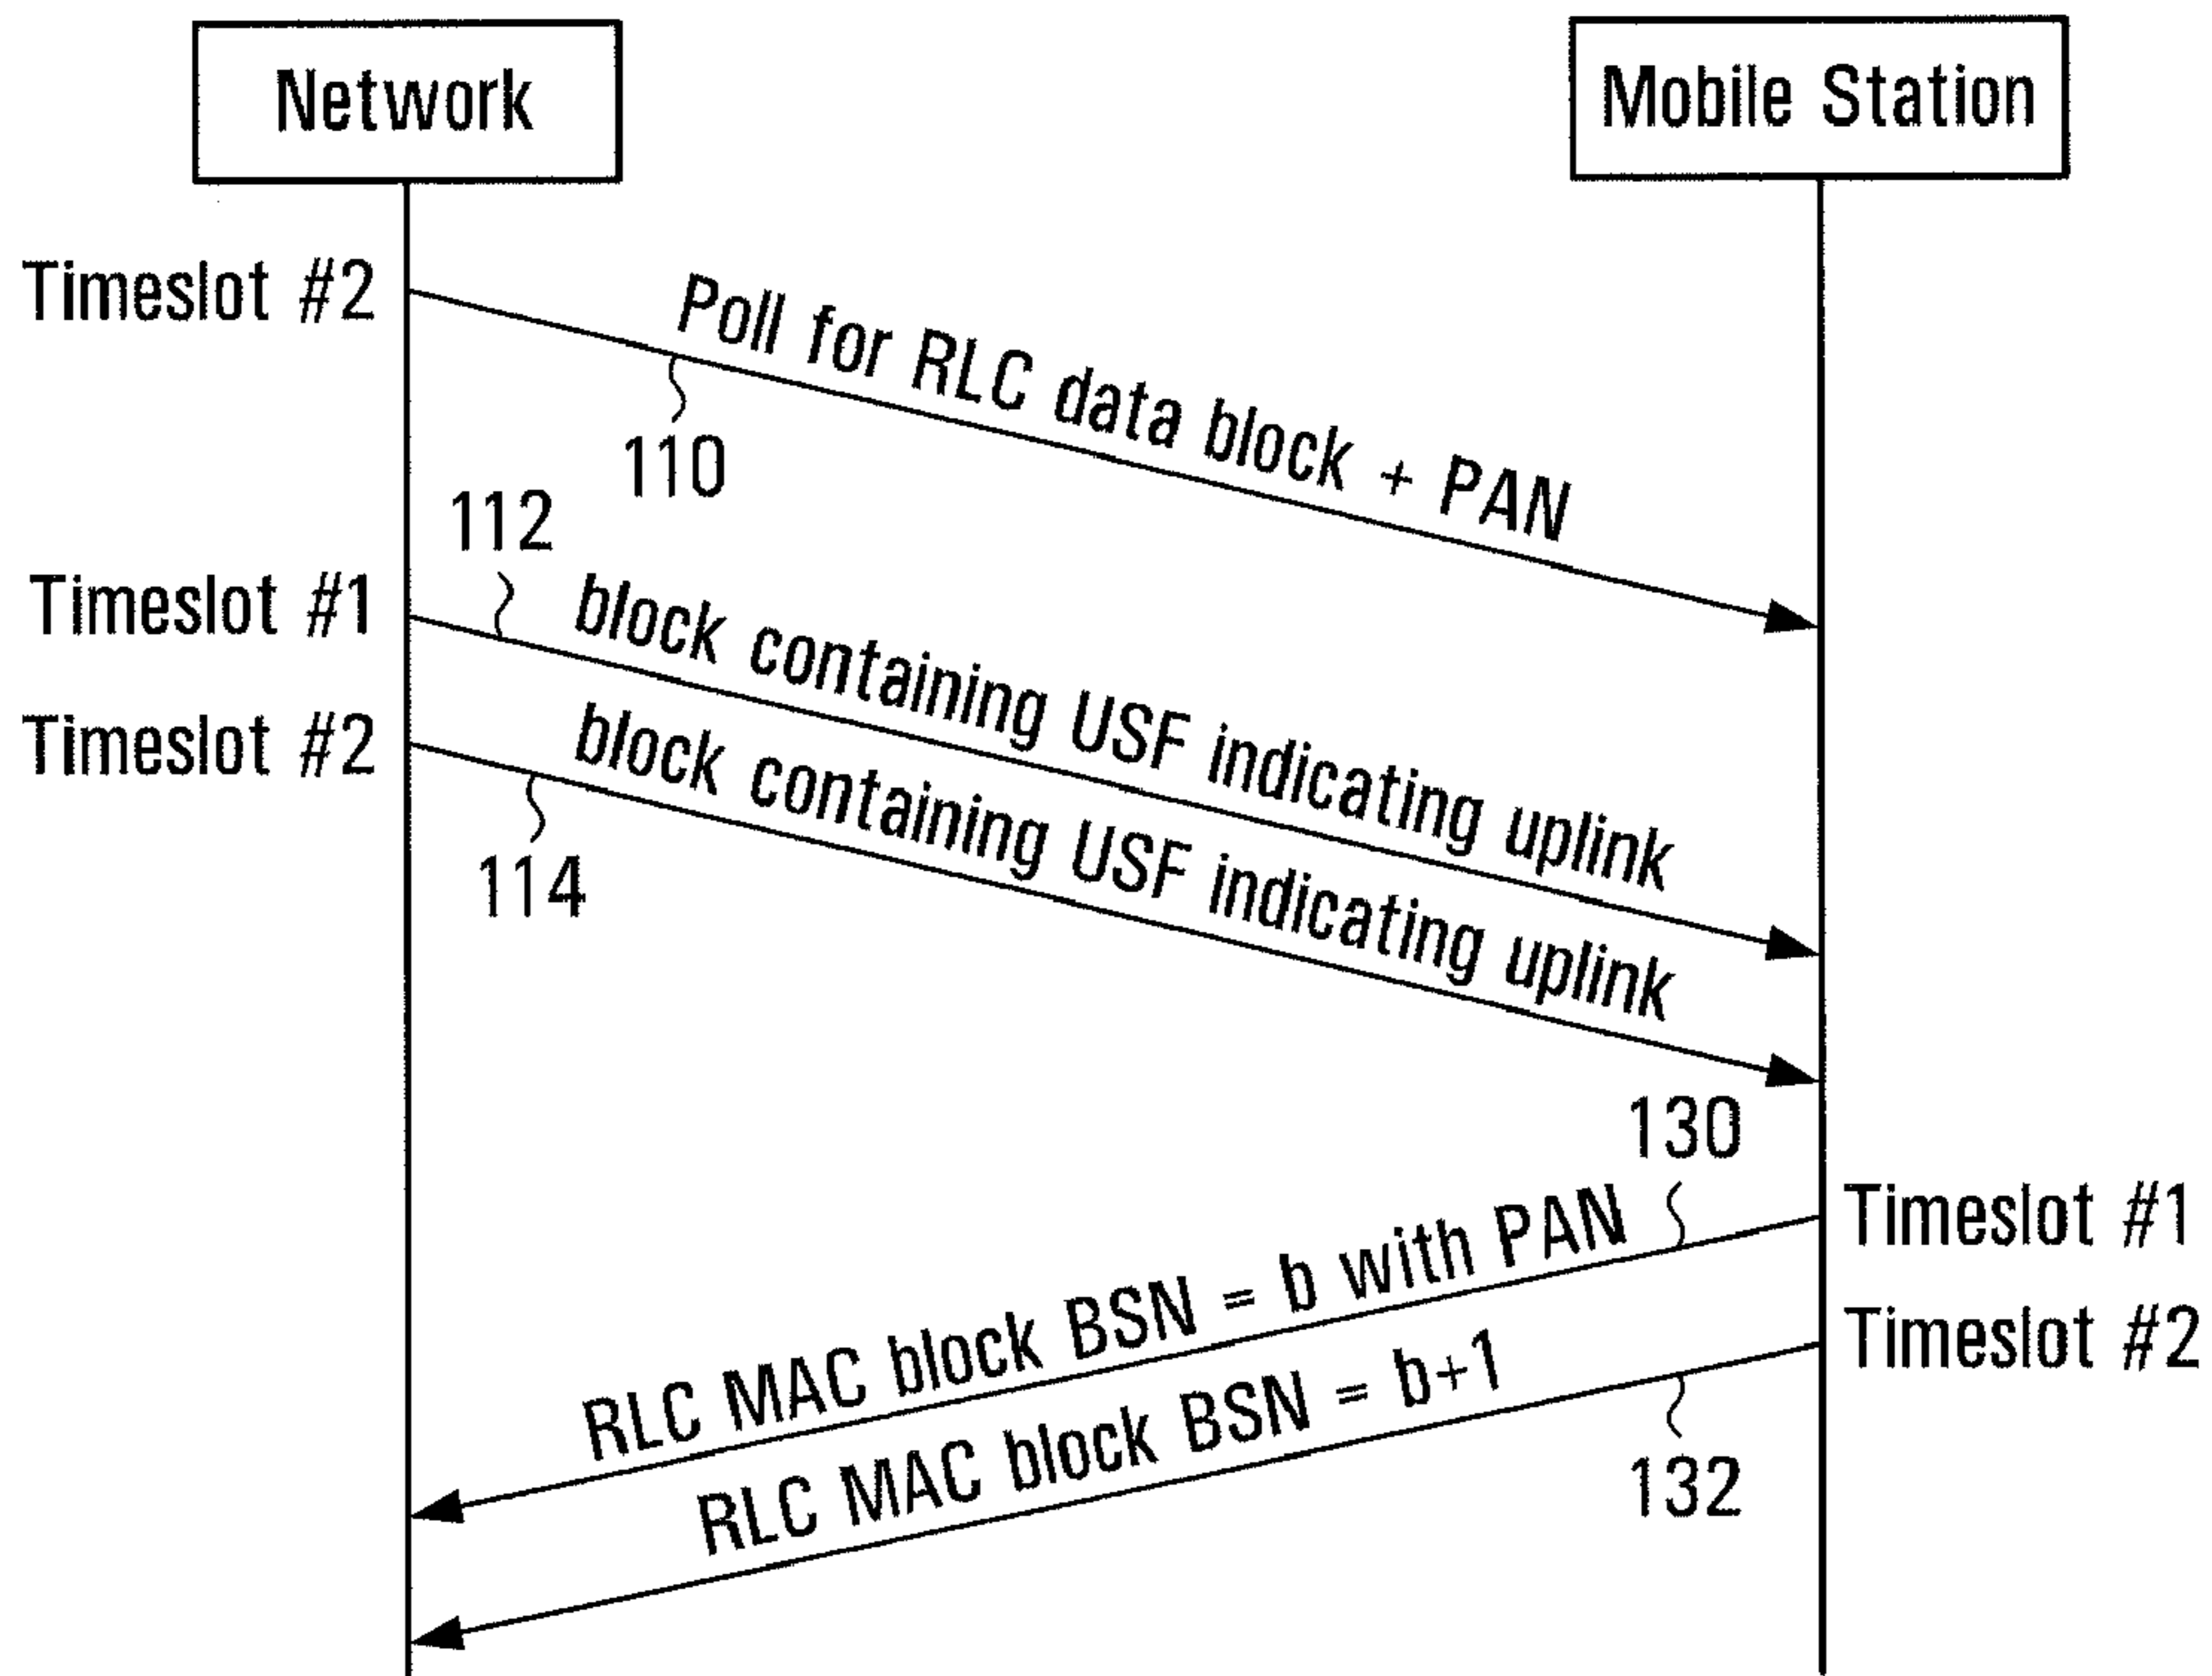 Network
Mobile Station
Timeslot #2
Poll for RLC data block + PAN
110
112
Timeslot #1
block containing USF indicating uplink
Timeslot #2
block containing USF indicating uplink
114
130
Timeslot #1
RLC MAC block BSN = b with PAN
Timeslot #2
RLC MAC block BSN = b+1
132